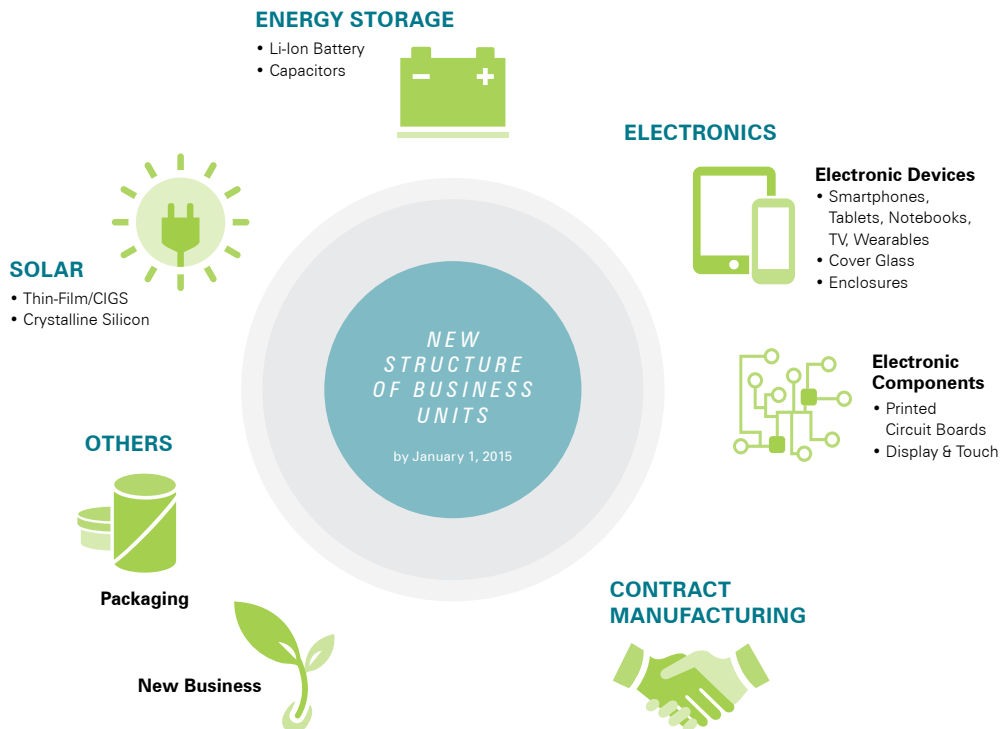 ENERGY STORAGE
• Li-Ion Battery
• Capacitors
ELECTRONICS
Electronic Devices
• Smartphones,
Tablets, Notebooks,
TV, Wearables
• Cover Glass
• Enclosures
SOLAR
• Thin-Film/CIGS
• Crystalline Silicon
NEW
STRUCTURE
OF BUSINESS
UNITS
by January 1, 2015
Electronic
Components
• Printed
Circuit Boards
• Display & Touch
OTHERS
Packaging
New Business
CONTRACT
MANUFACTURING